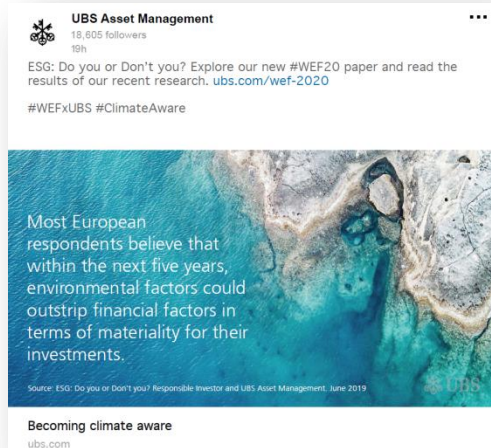 UBS Asset Management
18,605 followers
19h
ESG: Do you or Don't you? Explore our new #WEF20 paper and read the
results of our recent research. ubs.com/wef-2020
#WEFxUBS #ClimateAware
Most European
respondents believe that
within the next five years,
environmental factors could
outstrip financial factors in
terms of materiality for their
investments.
Source: ESG: Do you or Don't you? Responsible Investor and UBS Asset Management. June 2019
UBS
Becoming climate aware
ubs.com